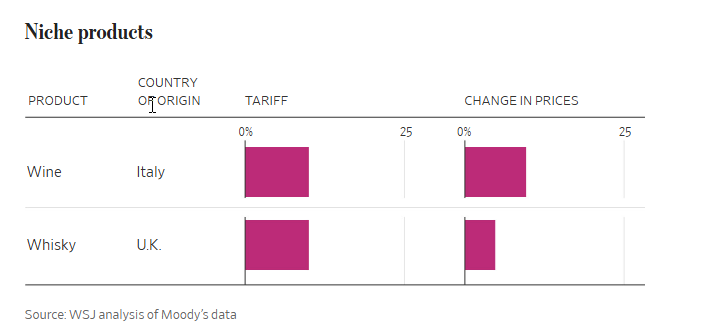 Niche products
COUNTRY
PRODUCT OF ORIGIN TARIFF CHANGE IN PRICES
0% 25 0% 25
Wine Italy
Whisky U.K.
Source: WSJ analysis of Moody's data